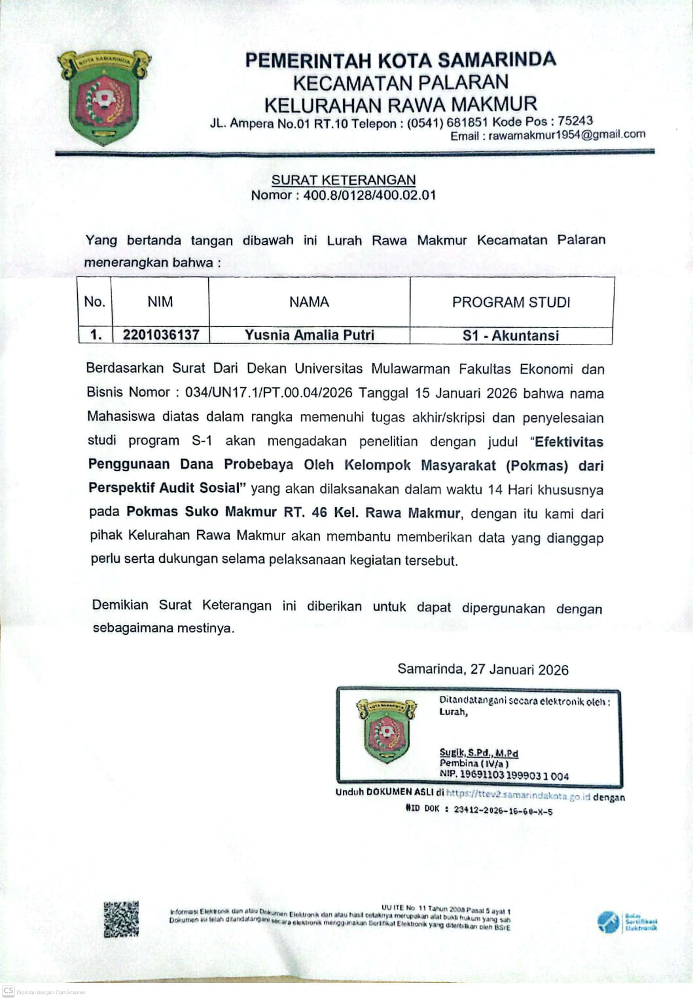 KOTA SAMARINDA
PEMERINTAH KOTA SAMARINDA
KECAMATAN PALARAN
KELURAHAN RAWA MAKMUR
JL. Ampera No.01 RT.10 Telepon : (0541) 681851 Kode Pos : 75243
Email : rawamakmur1954@gmail.com
SURAT KETERANGAN
Nomor : 400.8/0128/400.02.01
Yang bertanda tangan dibawah ini Lurah Rawa Makmur Kecamatan Palaran
menerangkan bahwa :
No. NIM NAMA PROGRAM STUDI
1. 2201036137 Yusnia Amalia Putri S1 - Akuntansi
Berdasarkan Surat Dari Dekan Universitas Mulawarman Fakultas Ekonomi dan
Bisnis Nomor : 034/UN17.1/PT.00.04/2026 Tanggal 15 Januari 2026 bahwa nama
Mahasiswa diatas dalam rangka memenuhi tugas akhir/skripsi dan penyelesaian
studi program S-1 akan mengadakan penelitian dengan judul “Efektivitas
Penggunaan Dana Probebaya Oleh Kelompok Masyarakat (Pokmas) dari
Perspektif Audit Sosial” yang akan dilaksanakan dalam waktu 14 Hari khususnya
pada Pokmas Suko Makmur RT. 46 Kel. Rawa Makmur, dengan itu kami dari
pihak Kelurahan Rawa Makmur akan membantu memberikan data yang dianggap
perlu serta dukungan selama pelaksanaan kegiatan tersebut.
Demikian Surat Keterangan ini diberikan untuk dapat dipergunakan dengan
sebagaimana mestinya.
Samarinda, 27 Januari 2026
KOTA SAMARINDA
Ditandatangani secara elektronik oleh :
Lurah,
Sugik, S.Pd., M.Pd
Pembina (IV/a)
NIP. 19691103 199903 1 004
Unduh DOKUMEN ASLI di https://ttev2.samarindakota.go.id dengan
#ID DOK : 23412-2026-16-60-X-5
UU ITE No. 11 Tahun 2008 Pasal 5 ayat 1
Informasi Elektronik dan atau Dokumen Elektronik dan atau hasil cetaknya merupakan alat bukti hukum yang sah
Dokumen ini telah ditandatangani secara elektronik menggunakan Sertifikat Elektronik yang diterbitkan oleh BSrE
Balai
Sertifikasi
Elektronik
CS Dipindai dengan CamScanner